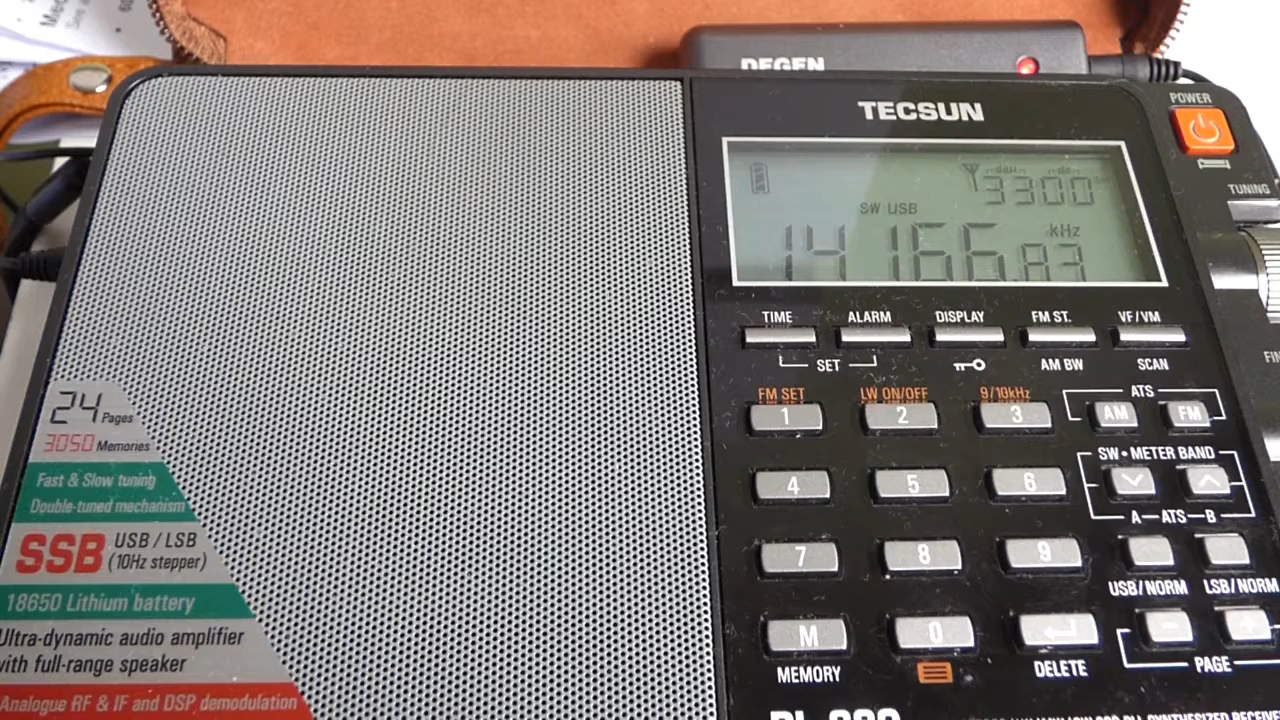 DEGEN
TECSUN
POWER
TUNING
dBµ dB
3300
SW USB
kHz
14166.83
TIME ALARM DISPLAY FM ST. VF/VM
SET AM BW SCAN
FM SET LW ON/OFF 9/10kHz ATS
1 2 3 AM FM
SW • METER BAND
4 5 6
A — ATS — B
7 8 9
USB/NORM LSB/NORM
M 0 - +
MEMORY DELETE PAGE
24 Pages
3050 Memories
Fast & Slow tuning
Double-tuned mechanism
SSB USB / LSB
(10Hz stepper)
18650 Lithium battery
Ultra-dynamic audio amplifier
with full-range speaker
Analogue RF & IF and DSP demodulation